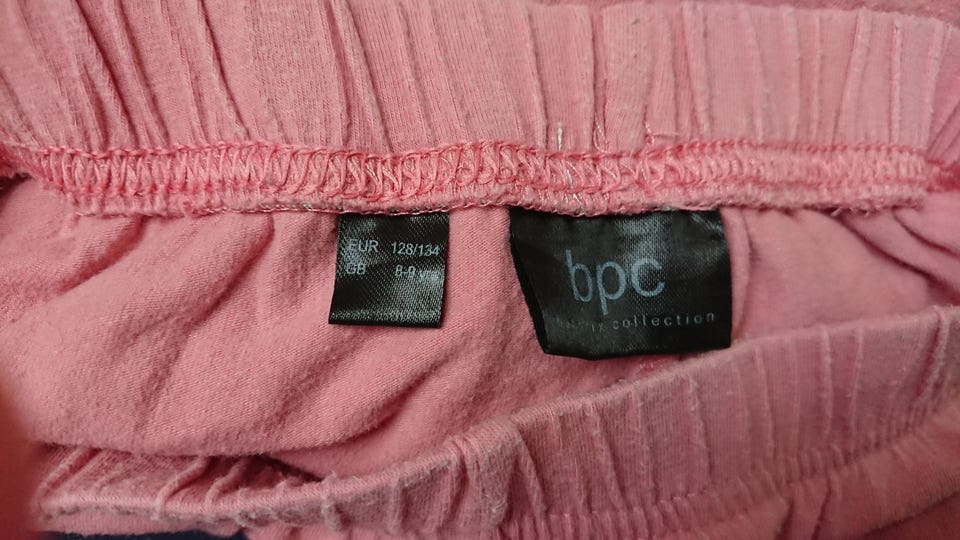 EUR 128/134
GB 8-9
bpc
collection